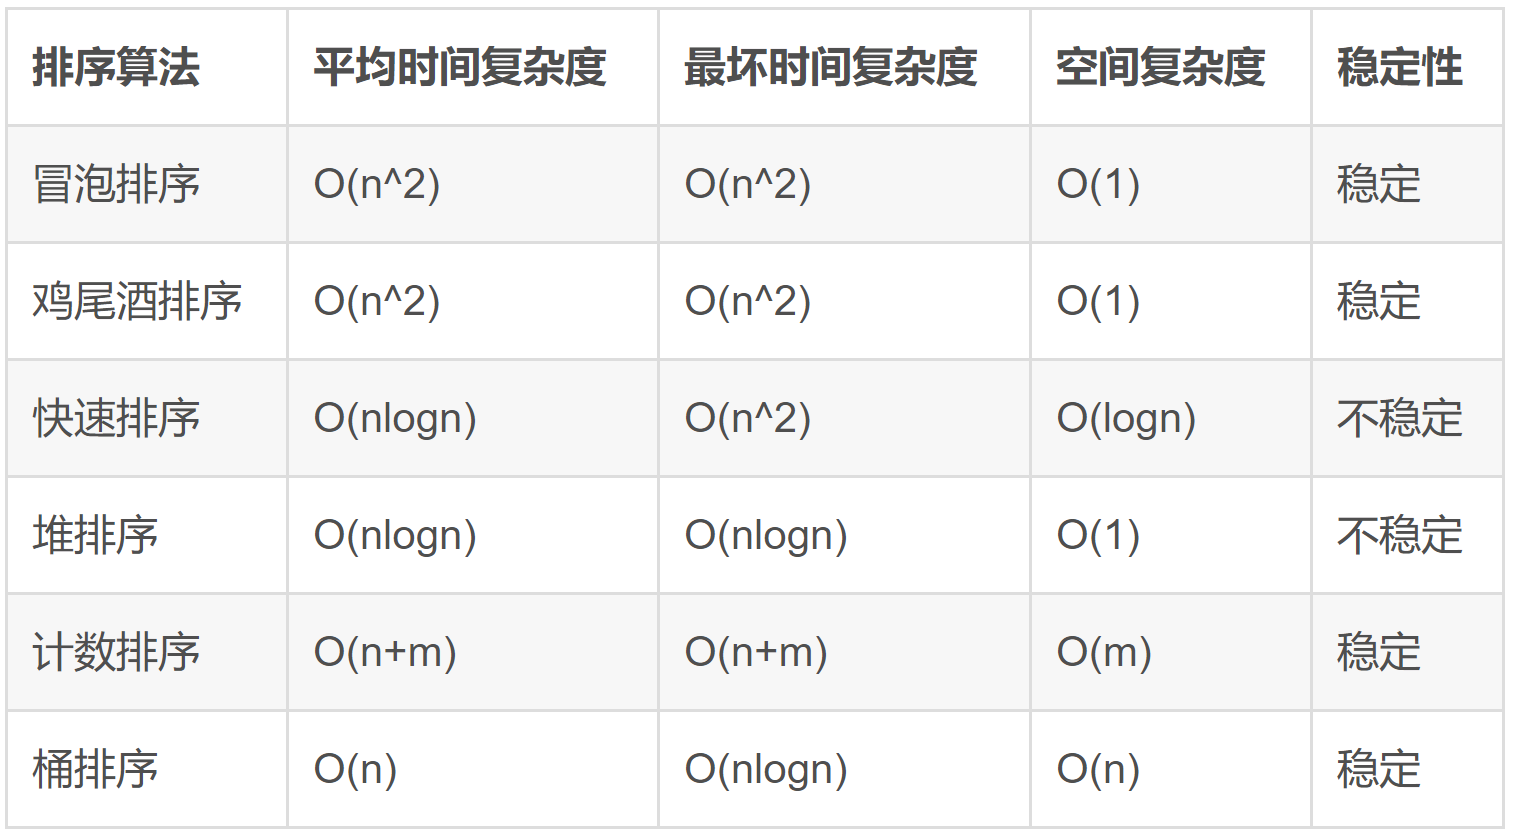 排序算法 平均时间复杂度 最坏时间复杂度 空间复杂度 稳定性
冒泡排序 O(n^2) O(n^2) O(1) 稳定
鸡尾酒排序 O(n^2) O(n^2) O(1) 稳定
快速排序 O(nlogn) O(n^2) O(logn) 不稳定
堆排序 O(nlogn) O(nlogn) O(1) 不稳定
计数排序 O(n+m) O(n+m) O(m) 稳定
桶排序 O(n) O(nlogn) O(n) 稳定